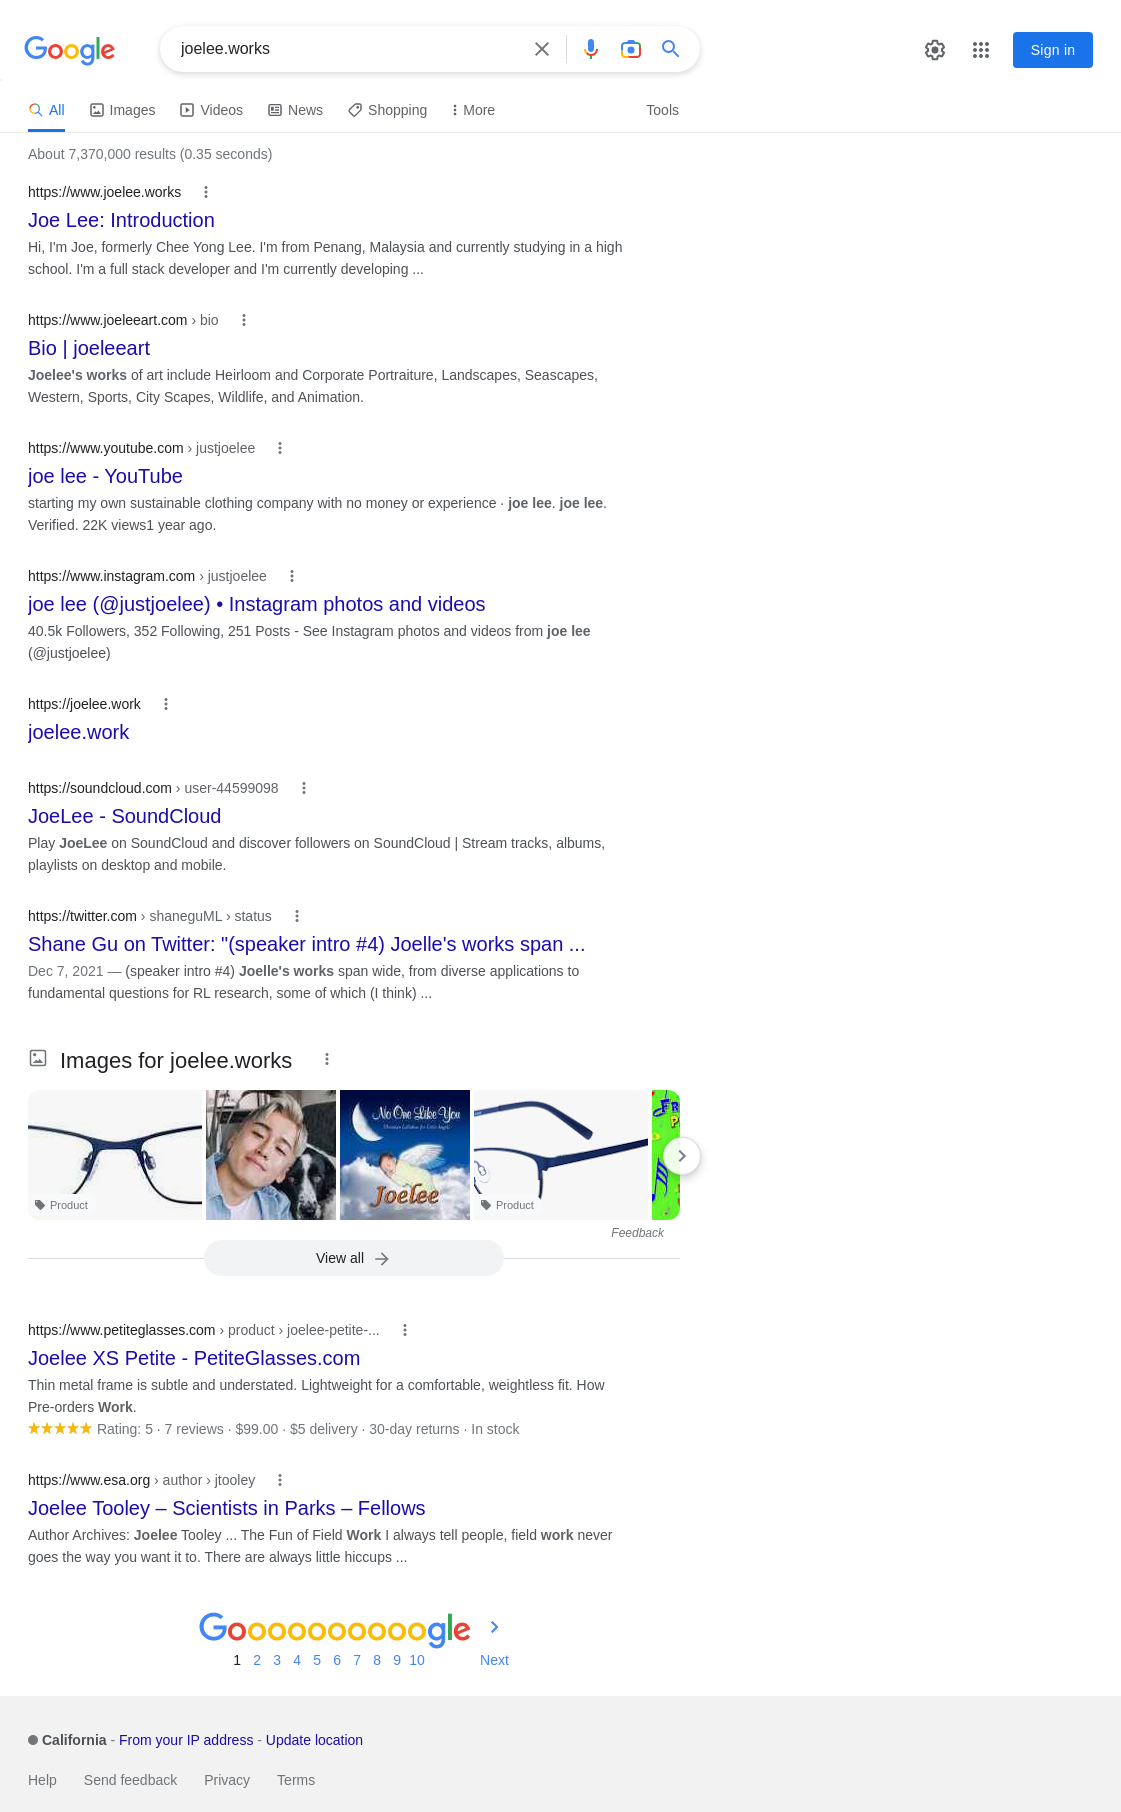 Google
joelee.works
Sign in
All
Images
Videos
News
Shopping
More
Tools
About 7,370,000 results (0.35 seconds)
https://www.joelee.works
Joe Lee: Introduction
Hi, I'm Joe, formerly Chee Yong Lee. I'm from Penang, Malaysia and currently studying in a high
school. I'm a full stack developer and I'm currently developing ...
https://www.joeleeart.com › bio
Bio | joeleeart
Joelee's works of art include Heirloom and Corporate Portraiture, Landscapes, Seascapes,
Western, Sports, City Scapes, Wildlife, and Animation.
https://www.youtube.com › justjoelee
joe lee - YouTube
starting my own sustainable clothing company with no money or experience · joe lee. joe lee.
Verified. 22K views1 year ago.
https://www.instagram.com › justjoelee
joe lee (@justjoelee) • Instagram photos and videos
40.5k Followers, 352 Following, 251 Posts - See Instagram photos and videos from joe lee
(@justjoelee)
https://joelee.work
joelee.work
https://soundcloud.com › user-44599098
JoeLee - SoundCloud
Play JoeLee on SoundCloud and discover followers on SoundCloud | Stream tracks, albums,
playlists on desktop and mobile.
https://twitter.com › shaneguML › status
Shane Gu on Twitter: "(speaker intro #4) Joelle's works span ...
Dec 7, 2021 — (speaker intro #4) Joelle's works span wide, from diverse applications to
fundamental questions for RL research, some of which (I think) ...
Images for joelee.works
No One Like You
Joelee
Product
Product
Feedback
View all
https://www.petiteglasses.com › product › joelee-petite-...
Joelee XS Petite - PetiteGlasses.com
Thin metal frame is subtle and understated. Lightweight for a comfortable, weightless fit. How
Pre-orders Work.
Rating: 5 · 7 reviews · $99.00 · $5 delivery · 30-day returns · In stock
https://www.esa.org › author › jtooley
Joelee Tooley – Scientists in Parks – Fellows
Author Archives: Joelee Tooley ... The Fun of Field Work I always tell people, field work never
goes the way you want it to. There are always little hiccups ...
Goooooooooogle
1 2 3 4 5 6 7 8 9 10 Next
California - From your IP address - Update location
Help Send feedback Privacy Terms